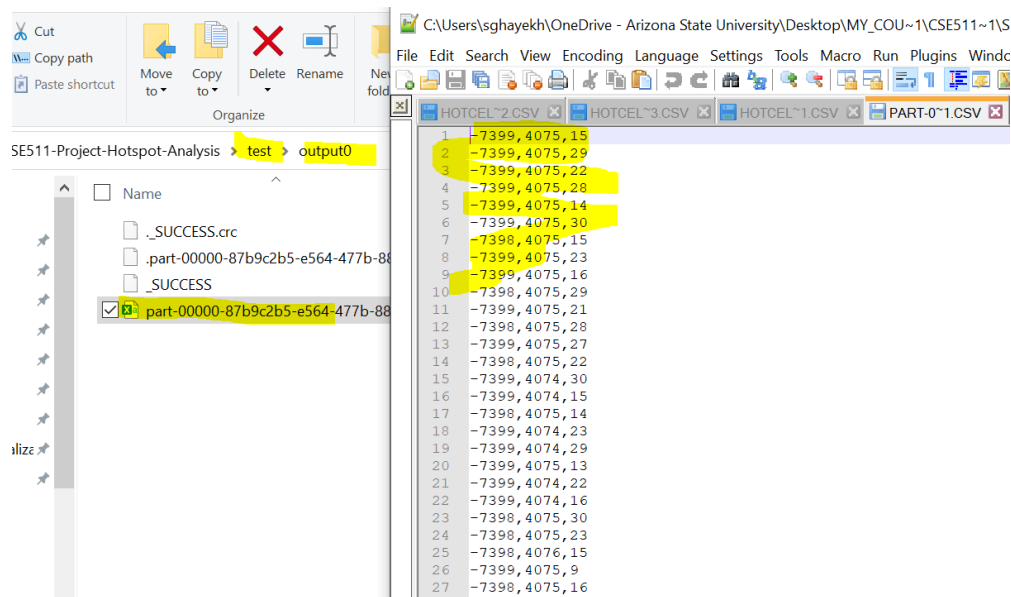 Cut
Copy path
Paste shortcut
Move to
Copy to
Delete
Rename
New
fold
Organize
SE511-Project-Hotspot-Analysis > test > output0
Name
._SUCCESS.crc
.part-00000-87b9c2b5-e564-477b-88
_SUCCESS
part-00000-87b9c2b5-e564-477b-88
aliza
C:\Users\sghayekh\OneDrive - Arizona State University\Desktop\MY_COU~1\CSE511~1\S
File Edit Search View Encoding Language Settings Tools Macro Run Plugins Windo
HOTCEL~2.CSV HOTCEL~3.CSV HOTCEL~1.CSV PART-0~1.CSV
1 -7399,4075,15
2 -7399,4075,29
3 -7399,4075,22
4 -7399,4075,28
5 -7399,4075,14
6 -7399,4075,30
7 -7398,4075,15
8 -7399,4075,23
9 -7399,4075,16
10 -7398,4075,29
11 -7399,4075,21
12 -7398,4075,28
13 -7399,4075,27
14 -7398,4075,22
15 -7399,4074,30
16 -7399,4074,15
17 -7398,4075,14
18 -7399,4074,23
19 -7399,4074,29
20 -7399,4075,13
21 -7399,4074,22
22 -7399,4074,16
23 -7398,4075,30
24 -7398,4075,23
25 -7398,4076,15
26 -7399,4075,9
27 -7398,4075,16